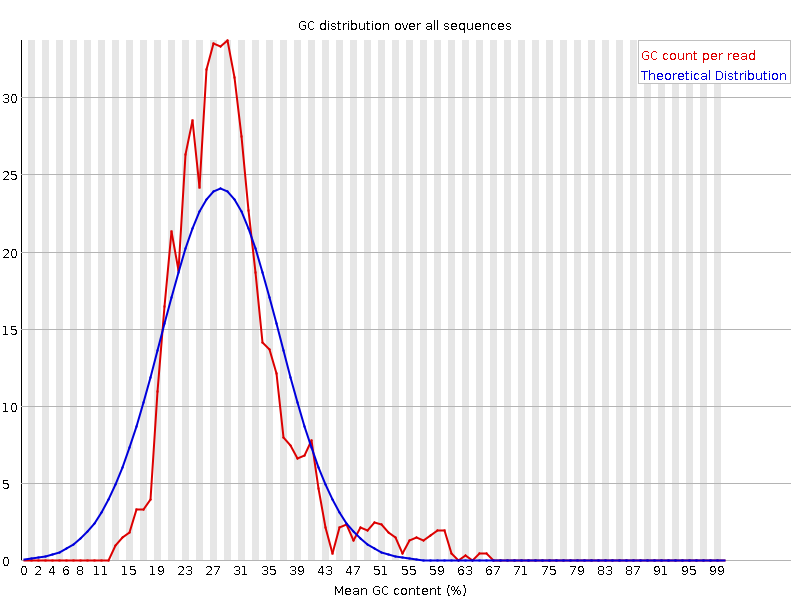 GC distribution over all sequences
GC count per read
Theoretical Distribution
30
25
20
15
10
5
0
0 2 4 6 8 11 15 19 23 27 31 35 39 43 47 51 55 59 63 67 71 75 79 83 87 91 95 99
Mean GC content (%)